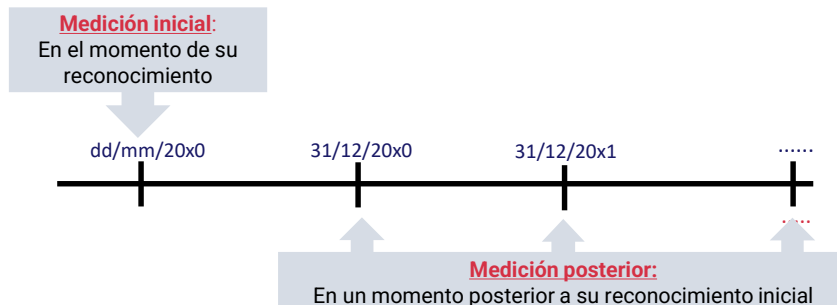 Medición inicial:
En el momento de su
reconocimiento
dd/mm/20x0
31/12/20x0
31/12/20x1
......
......
Medición posterior:
En un momento posterior a su reconocimiento inicial